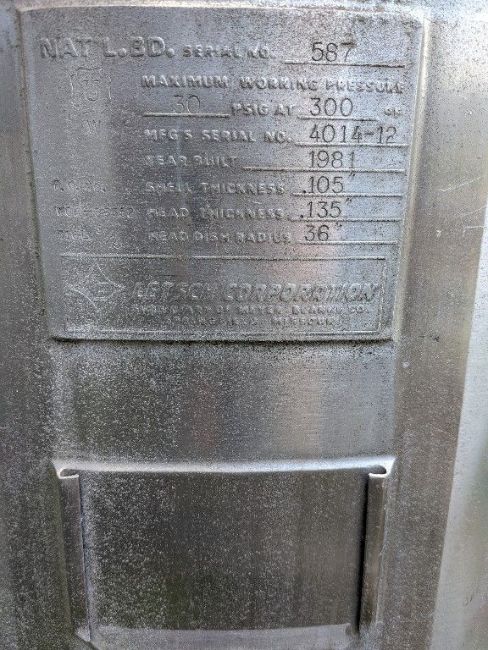 NAT'L. BD. SERIAL NO. 587
U
MAXIMUM WORKING PRESSURE
30 PSIG AT 300 °F
W
MFG'S SERIAL NO. 4014-12
YEAR BUILT 1981
SHELL THICKNESS .105"
HEAD THICKNESS .135"
HEAD DISH RADIUS 36"
LETSCH CORPORATION